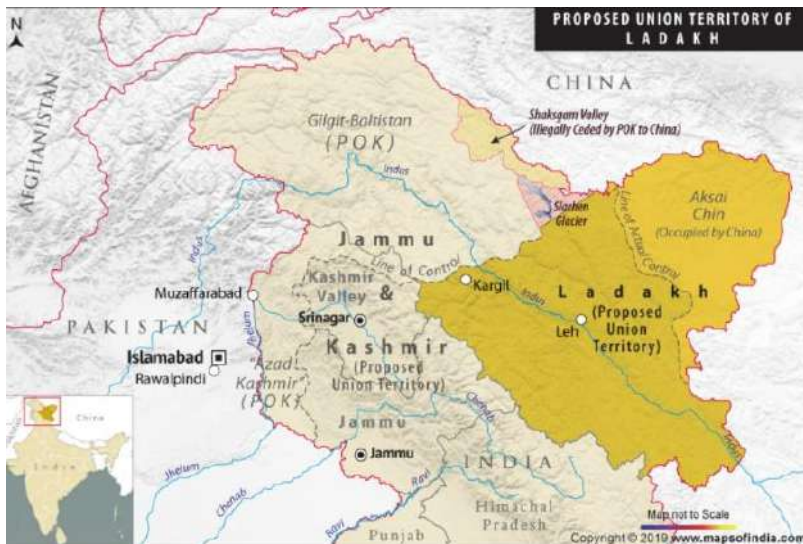 PROPOSED UNION TERRITORY OF
LADAKH
N
AFGHANISTAN
CHINA
Gilgit-Baltistan
(POK)
Shaksgam Valley
(Illegally Ceded by POK to China)
Indus
Indus
Siachen
Glacier
Aksai
Chin
(Occupied by China)
Line of Actual Control
Jammu
Line of Control
Kashmir
Valley
&
Kargil
Indus
Ladakh
(Proposed
Union
Territory)
Leh
Muzaffarabad
Jhelum
Srinagar
PAKISTAN
Islamabad
Rawalpindi
Kashmir
(Proposed
Union Territory)
"Azad
Kashmir"
(POK)
Chenab
Jammu
Jammu
Jhelum
Chenab
Ravi
Ravi
INDIA
Himachal
Pradesh
Punjab
China
India
Map not to Scale
Copyright © 2019 www.mapsofindia.com